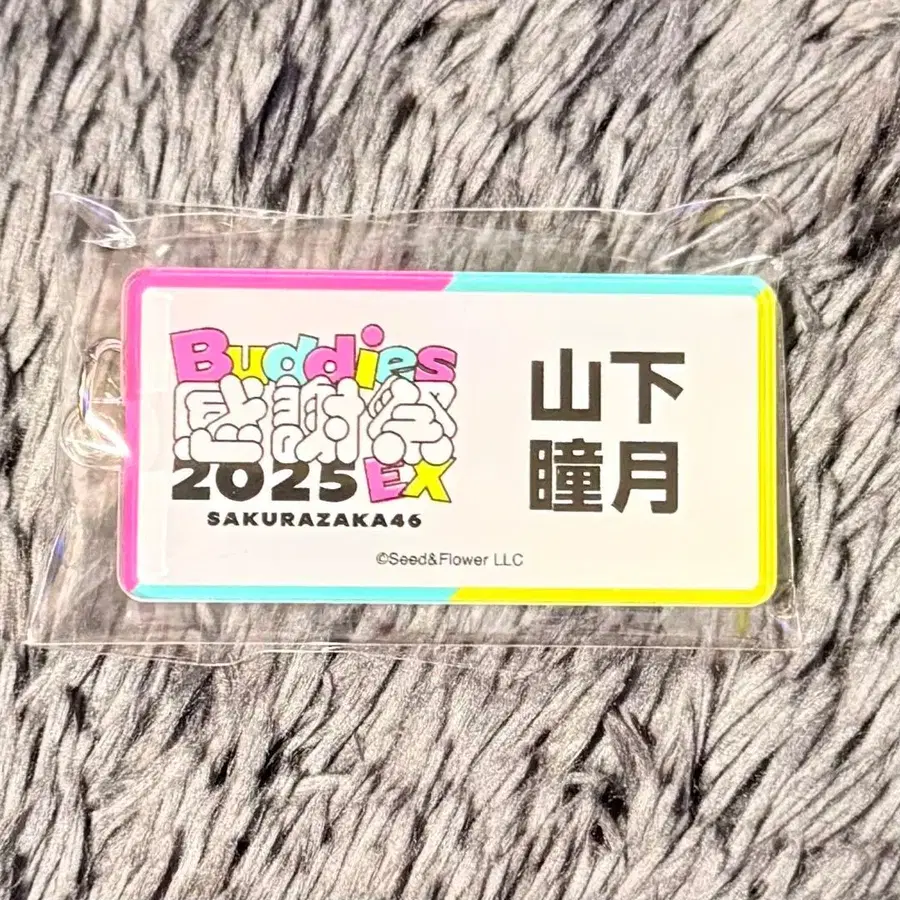 Buddies
感謝祭
2025 EX
SAKURAZAKA46
山下
瞳月
©Seed&Flower LLC